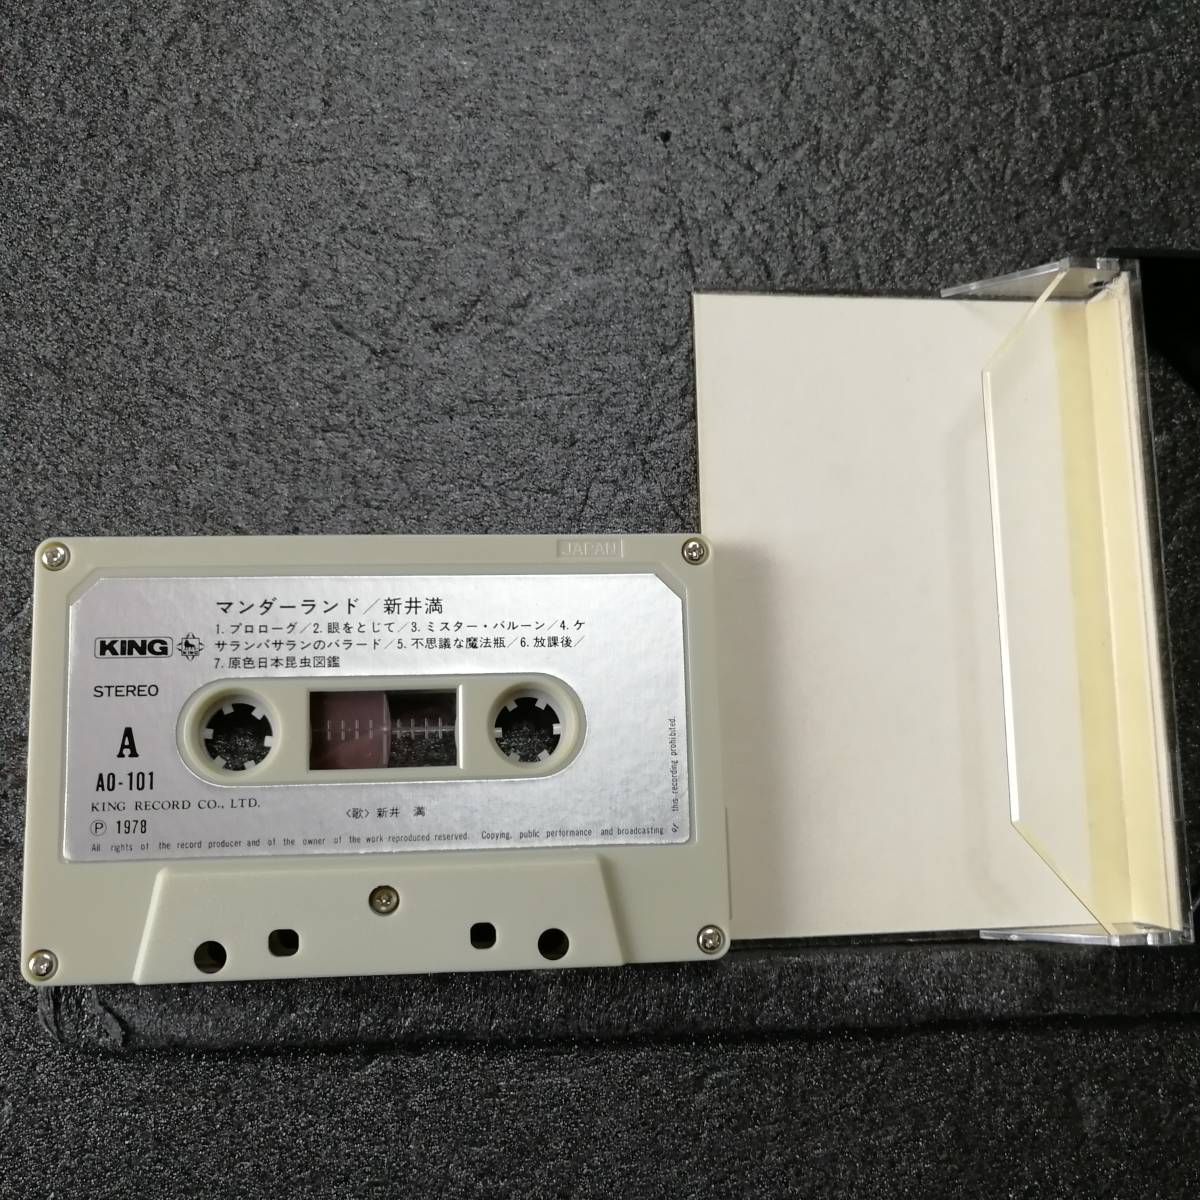 JAPAN
マンダーランド/新井満
1. プロローグ/2. 眼をとじて/3. ミスター・バルーン/4. ケ
サランパサランのバラード/5. 不思議な魔法瓶/6. 放課後/
7. 原色日本昆虫図鑑
KING
STEREO
A
AO-101
KING RECORD CO., LTD.
Ⓟ 1978
〈歌〉新井 満
All rights of the record producer and of the owner of the work reproduced reserved. Copying, public performance and broadcasting of this recording prohibited.